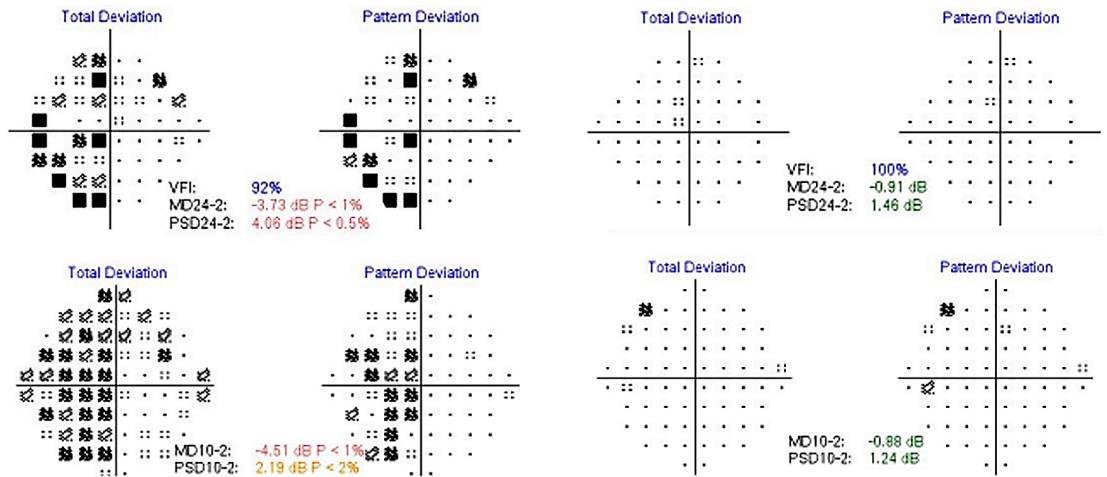 Total Deviation
Pattern Deviation
VFI: 92%
MD24-2: -3.73 dB P < 1%
PSD24-2: 4.06 dB P < 0.5%
Total Deviation
Pattern Deviation
VFI: 100%
MD24-2: -0.91 dB
PSD24-2: 1.46 dB
Total Deviation
Pattern Deviation
MD10-2: -4.51 dB P < 1%
PSD10-2: 2.19 dB P < 2%
Total Deviation
Pattern Deviation
MD10-2: -0.88 dB
PSD10-2: 1.24 dB